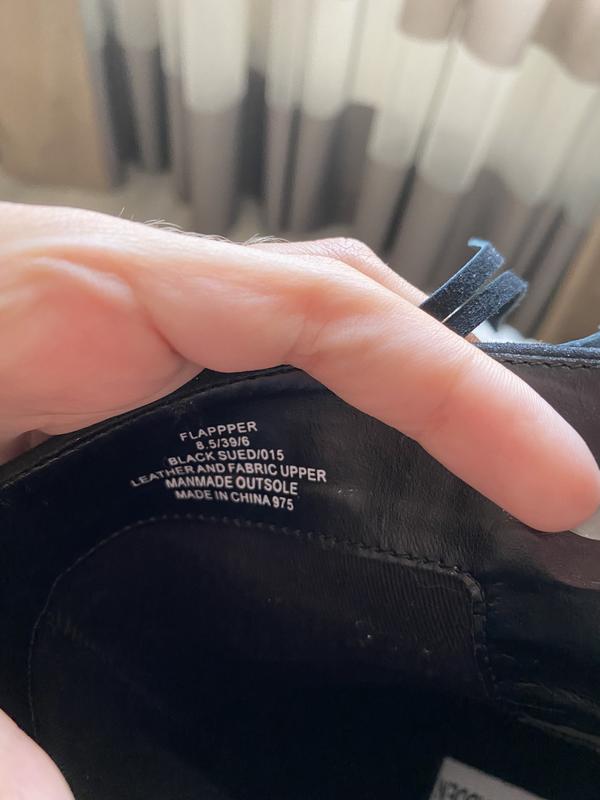 FLAPPPER
8.5/39/6
BLACK SUED/015
LEATHER AND FABRIC UPPER
MANMADE OUTSOLE
MADE IN CHINA 975